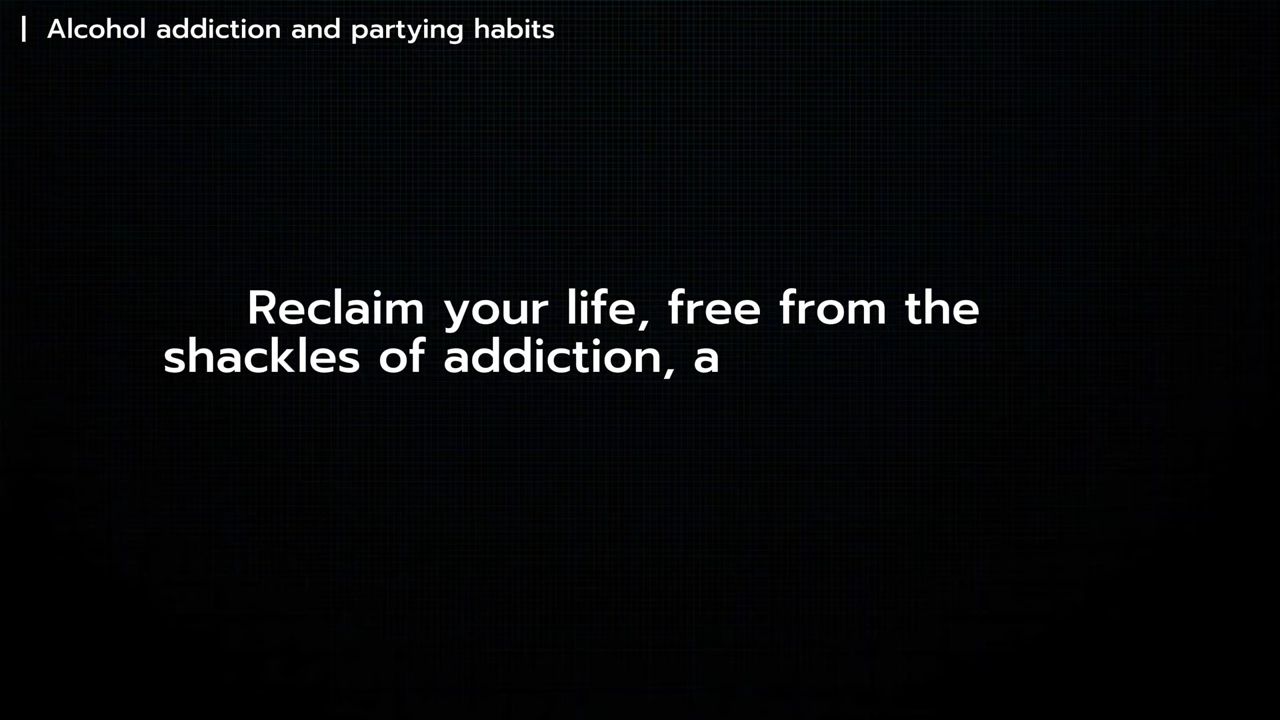 | Alcohol addiction and partying habits
Reclaim your life, free from the
shackles of addiction, a